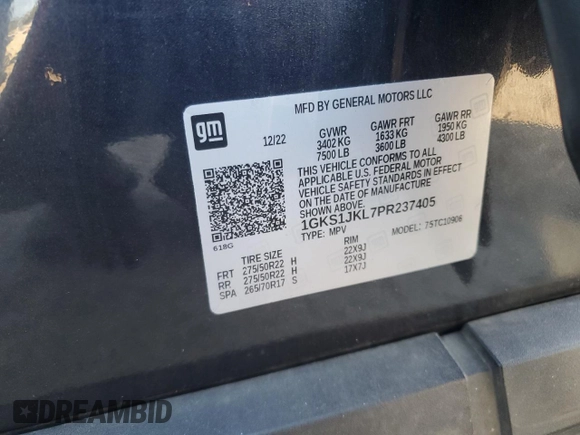 MFD BY GENERAL MOTORS LLC
gm
12/22
GVWR GAWR FRT GAWR RR
3402 KG 1633 KG 1950 KG
7500 LB 3600 LB 4300 LB
THIS VEHICLE CONFORMS TO ALL
APPLICABLE U.S. FEDERAL MOTOR
VEHICLE SAFETY STANDARDS IN EFFECT
ON THE DATE OF MANUFACTURE
SHOWN ABOVE.
1GKS1JKL7PR237405
TYPE: MPV MODEL: 7STC10906
618G
TIRE SIZE RIM
FRT 275/50R22 H 22X9J
RR 275/50R22 H 22X9J
SPA 265/70R17 S 17X7J
DREAMBID